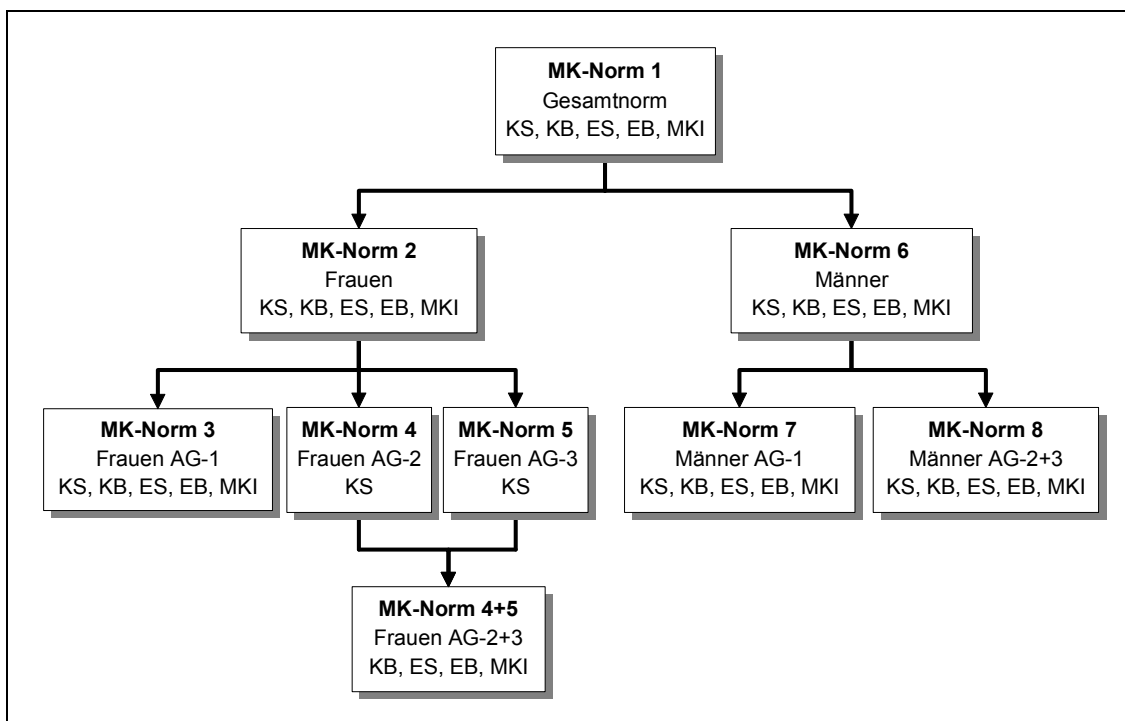 MK-Norm 1
Gesamtnorm
KS, KB, ES, EB, MKI
MK-Norm 2
Frauen
KS, KB, ES, EB, MKI
MK-Norm 6
Männer
KS, KB, ES, EB, MKI
MK-Norm 3
Frauen AG-1
KS, KB, ES, EB, MKI
MK-Norm 4
Frauen AG-2
KS
MK-Norm 5
Frauen AG-3
KS
MK-Norm 7
Männer AG-1
KS, KB, ES, EB, MKI
MK-Norm 8
Männer AG-2+3
KS, KB, ES, EB, MKI
MK-Norm 4+5
Frauen AG-2+3
KB, ES, EB, MKI